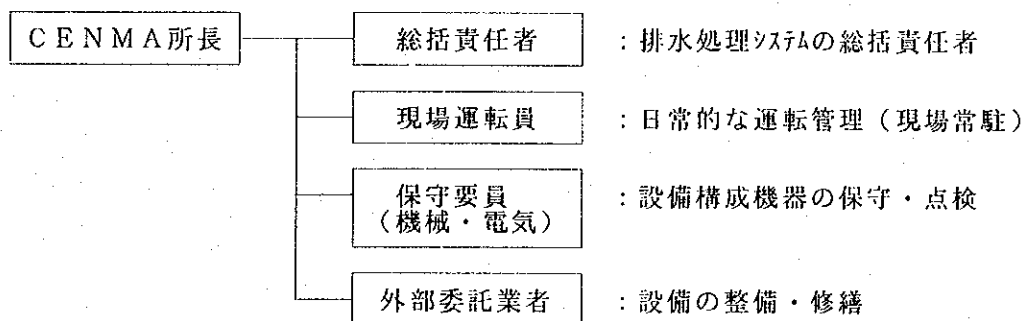 CENMA所長
総括責任者 :排水処理ｼｽﾃﾑの総括責任者
現場運転員 :日常的な運転管理(現場常駐)
保守要員
(機械・電気) :設備構成機器の保守・点検
外部委託業者 :設備の整備・修繕